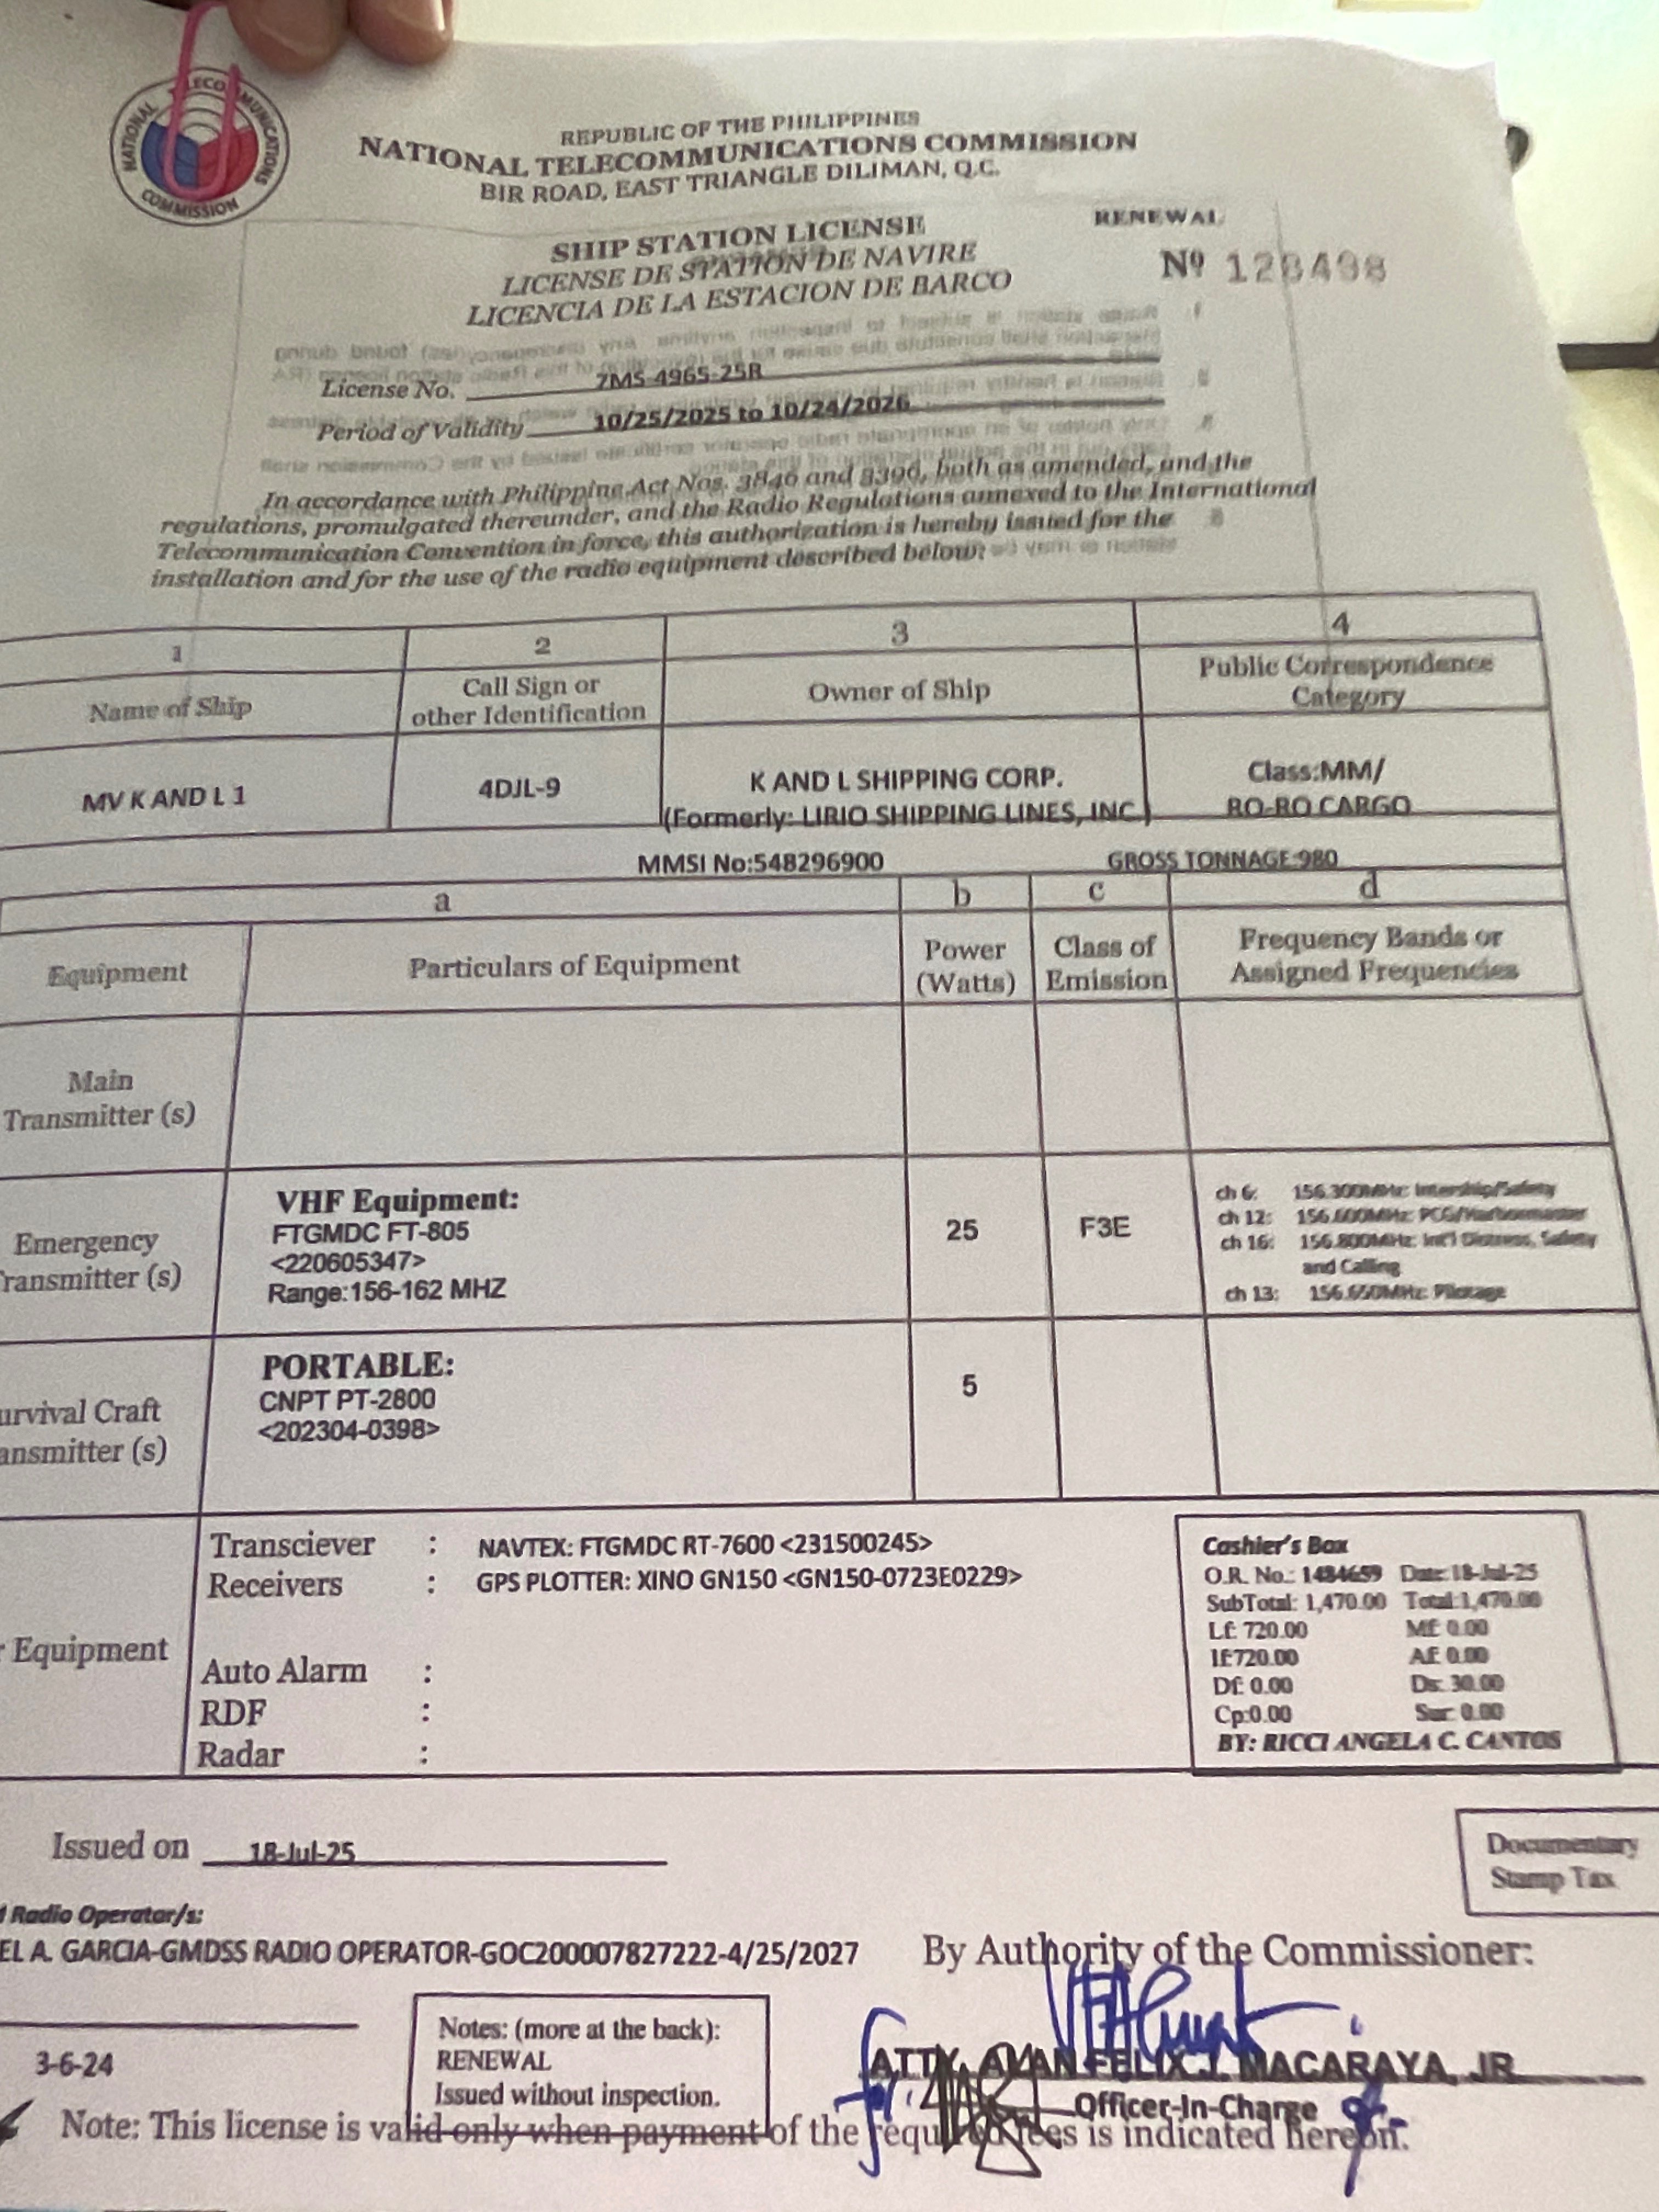 NATIONAL TELECOMMUNICATIONS COMMISSION
REPUBLIC OF THE PHILIPPINES
NATIONAL TELECOMMUNICATIONS COMMISSION
BIR ROAD, EAST TRIANGLE DILIMAN, Q.C.
SHIP STATION LICENSE
LICENSE DE STATION DE NAVIRE
LICENCIA DE LA ESTACION DE BARCO
RENEWAL
Nº 128498
License No. 7MS-4965-25R
Period of Validity 10/25/2025 to 10/24/2026
In accordance with Philippine Act Nos. 3846 and 3396, both as amended, and the
regulations, promulgated thereunder, and the Radio Regulations annexed to the International
Telecommunication Convention in force, this authorization is hereby issued for the
installation and for the use of the radio equipment described below:
1 2 3 4
Name of Ship
Call Sign or
other Identification
Owner of Ship
Public Correspondence
Category
MV K AND L 1
4DJL-9
K AND L SHIPPING CORP.
(Formerly: LIRIO SHIPPING LINES, INC.)
Class:MM/
RO-RO CARGO
MMSI No:548296900 GROSS TONNAGE:980
a b c d
Equipment
Particulars of Equipment
Power
(Watts)
Class of
Emission
Frequency Bands or
Assigned Frequencies
Main
Transmitter (s)
Emergency
Transmitter (s)
VHF Equipment:
FTGMDC FT-805
<220605347>
Range:156-162 MHZ
25
F3E
ch 6: 156.300MHz: Intership/Safety
ch 12: 156.600MHz: PCG/Harbormaster
ch 16: 156.800MHz: Int'l Distress, Safety
and Calling
ch 13: 156.650MHz: Pilotage
urvival Craft
ansmitter (s)
PORTABLE:
CNPT PT-2800
<202304-0398>
5
r Equipment
Transciever : NAVTEX: FTGMDC RT-7600 <231500245>
Receivers : GPS PLOTTER: XINO GN150 <GN150-0723E0229>
Auto Alarm :
RDF :
Radar :
Cashier's Box
O.R. No.: 1484659 Date:18-Jul-25
SubTotal: 1,470.00 Total:1,470.00
Lf: 720.00 Mf: 0.00
If:720.00 Af: 0.00
Df: 0.00 Ds: 30.00
Cp:0.00 Sur: 0.00
BY: RICCI ANGELA C. CANTOS
Issued on 18-Jul-25
Documentary
Stamp Tax
d Radio Operator/s:
EL A. GARCIA-GMDSS RADIO OPERATOR-GOC200007827222-4/25/2027
By Authority of the Commissioner:
3-6-24
Notes: (more at the back):
RENEWAL
Issued without inspection.
for:
ATTY. ALAN FELIX J. MACARAYA, JR
Officer-In-Charge
Note: This license is valid only when payment of the required fees is indicated hereon.